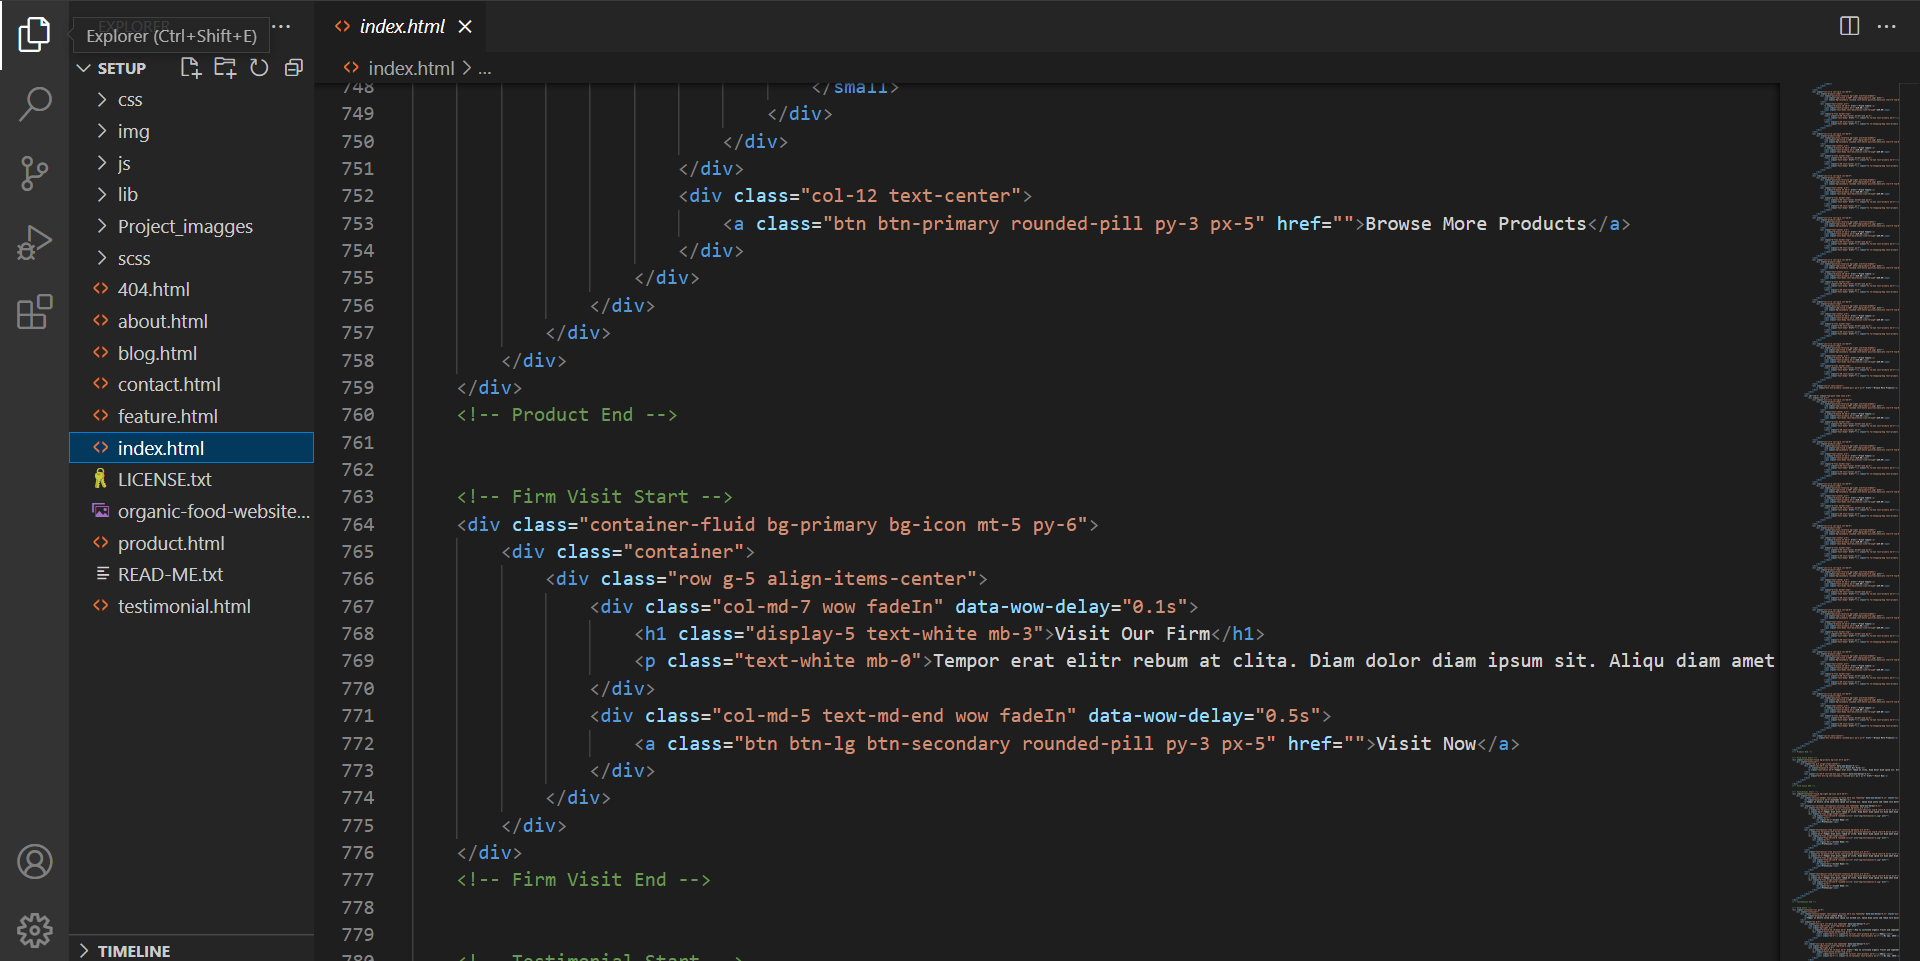 EXPLORER
Explorer (Ctrl+Shift+E)
SETUP
css
img
js
lib
Project_imagges
scss
404.html
about.html
blog.html
contact.html
feature.html
index.html
LICENSE.txt
organic-food-website...
product.html
READ-ME.txt
testimonial.html
TIMELINE
index.html
index.html > ...
748 </small>
749 </div>
750 </div>
751 </div>
752 <div class="col-12 text-center">
753 <a class="btn btn-primary rounded-pill py-3 px-5" href="">Browse More Products</a>
754 </div>
755 </div>
756 </div>
757 </div>
758 </div>
759 </div>
760 <!-- Product End -->
761
762
763 <!-- Firm Visit Start -->
764 <div class="container-fluid bg-primary bg-icon mt-5 py-6">
765 <div class="container">
766 <div class="row g-5 align-items-center">
767 <div class="col-md-7 wow fadeIn" data-wow-delay="0.1s">
768 <h1 class="display-5 text-white mb-3">Visit Our Firm</h1>
769 <p class="text-white mb-0">Tempor erat elitr rebum at clita. Diam dolor diam ipsum sit. Aliqu diam amet
770 </div>
771 <div class="col-md-5 text-md-end wow fadeIn" data-wow-delay="0.5s">
772 <a class="btn btn-lg btn-secondary rounded-pill py-3 px-5" href="">Visit Now</a>
773 </div>
774 </div>
775 </div>
776 </div>
777 <!-- Firm Visit End -->
778
779
780 <!-- Testimonial Start -->